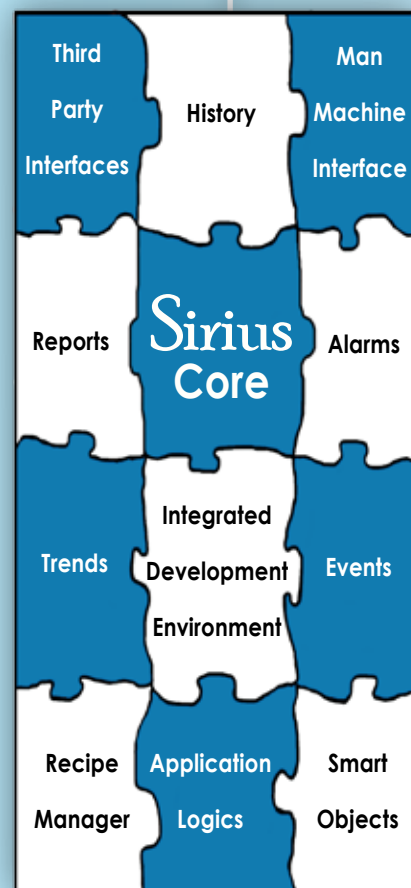 Third
Party
Interfaces
History
Man
Machine
Interface
Reports
Sirius
Core
Alarms
Trends
Integrated
Development
Environment
Events
Recipe
Manager
Application
Logics
Smart
Objects